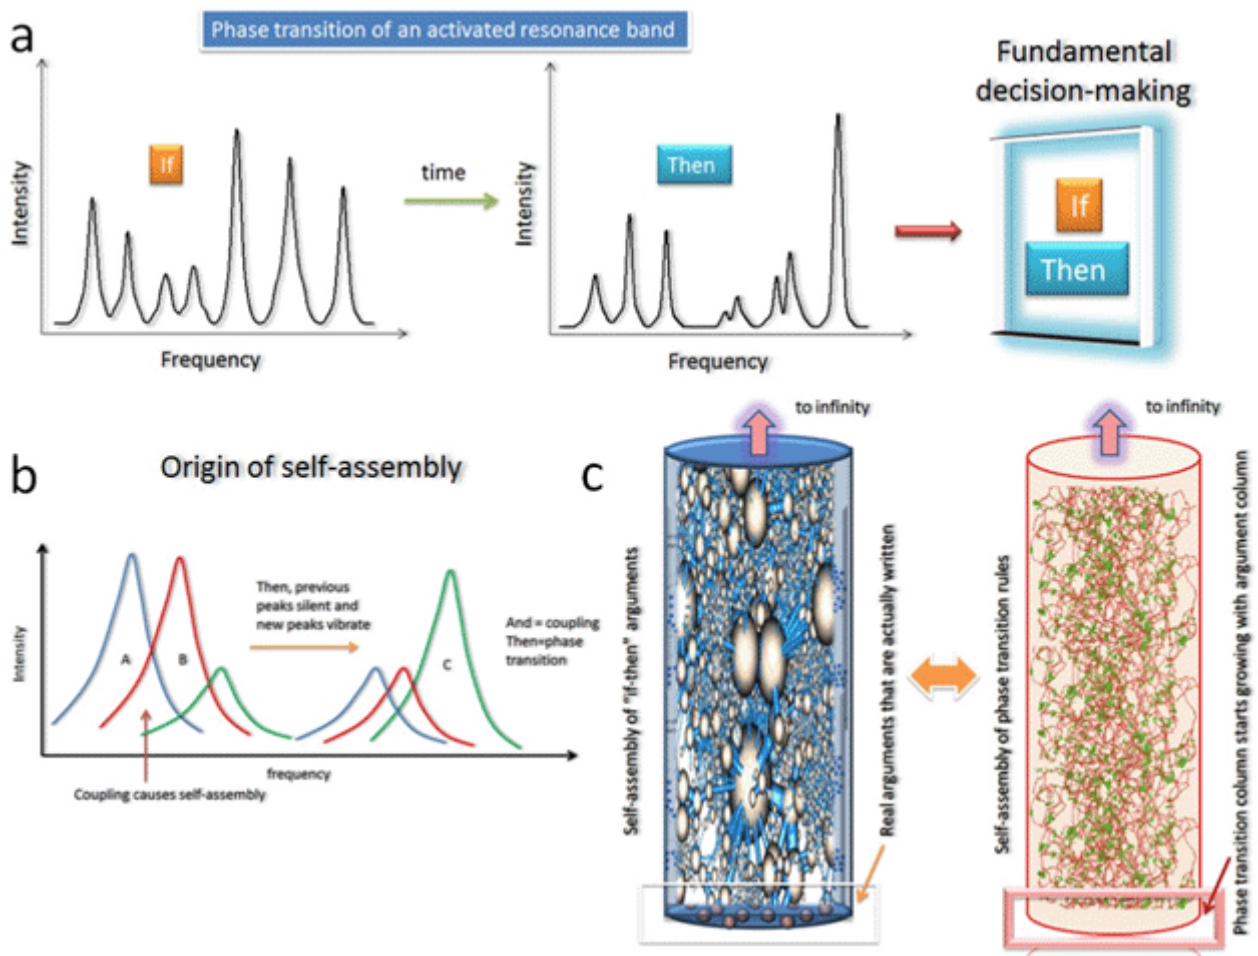 a
Phase transition of an activated resonance band
Intensity
If
Frequency
time
Intensity
Then
Frequency
Fundamental
decision-making
If
Then
b
Origin of self-assembly
Intensity
A
B
Then, previous
peaks silent and
new peaks vibrate
C
And = coupling
Then=phase
transition
frequency
Coupling causes self-assembly
c
to infinity
Self-assembly of "if-then" arguments
Real arguments that are actually written
to infinity
Self-assembly of phase transition rules
Phase transition column starts growing with argument column